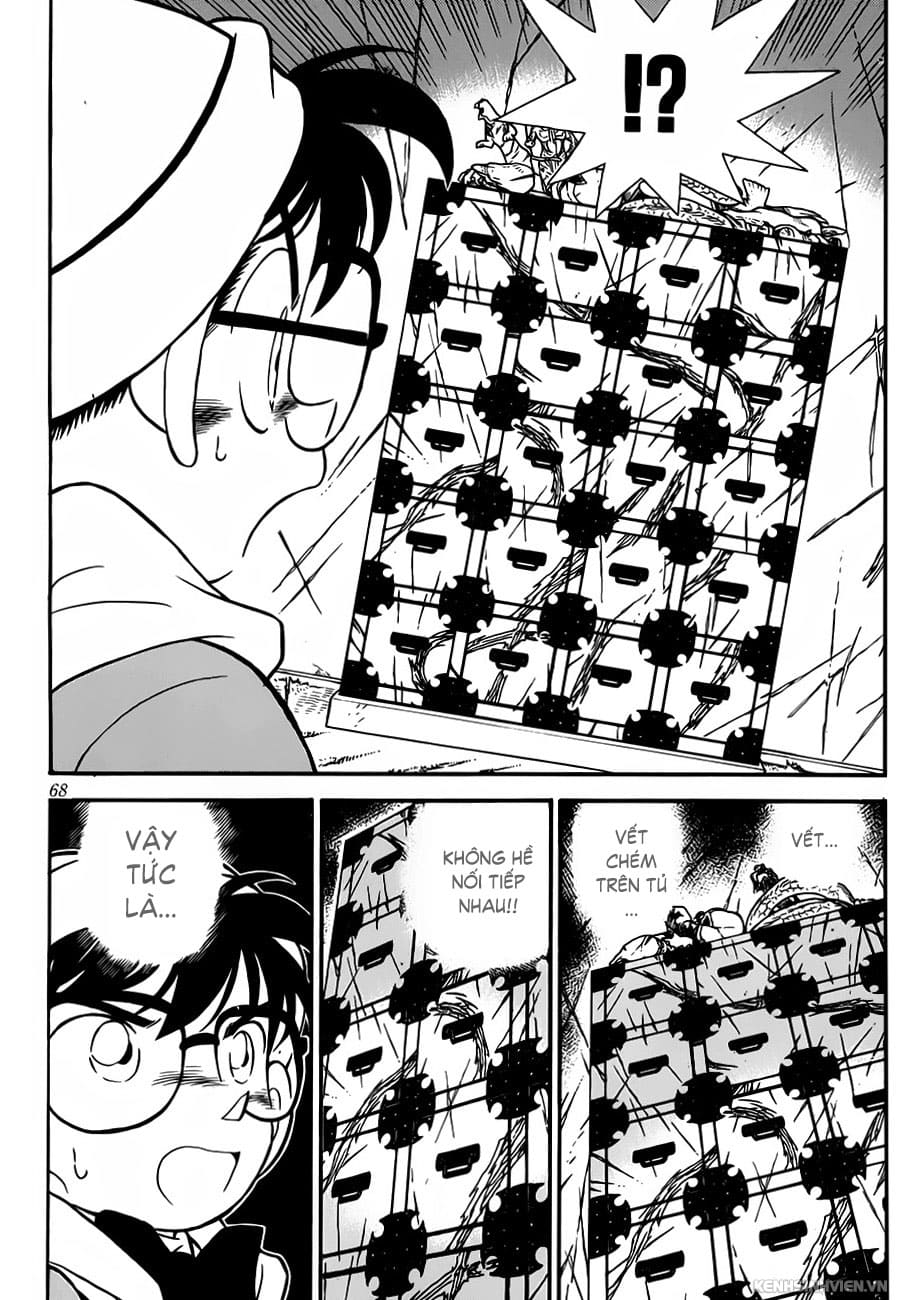 !?
68
VẾT...
VẾT
CHÉM
TRÊN TỦ
...
KHÔNG HỀ
NỐI TIẾP
NHAU!!
VẬY
TỨC
LÀ...
KENHSINHVIEN.VN